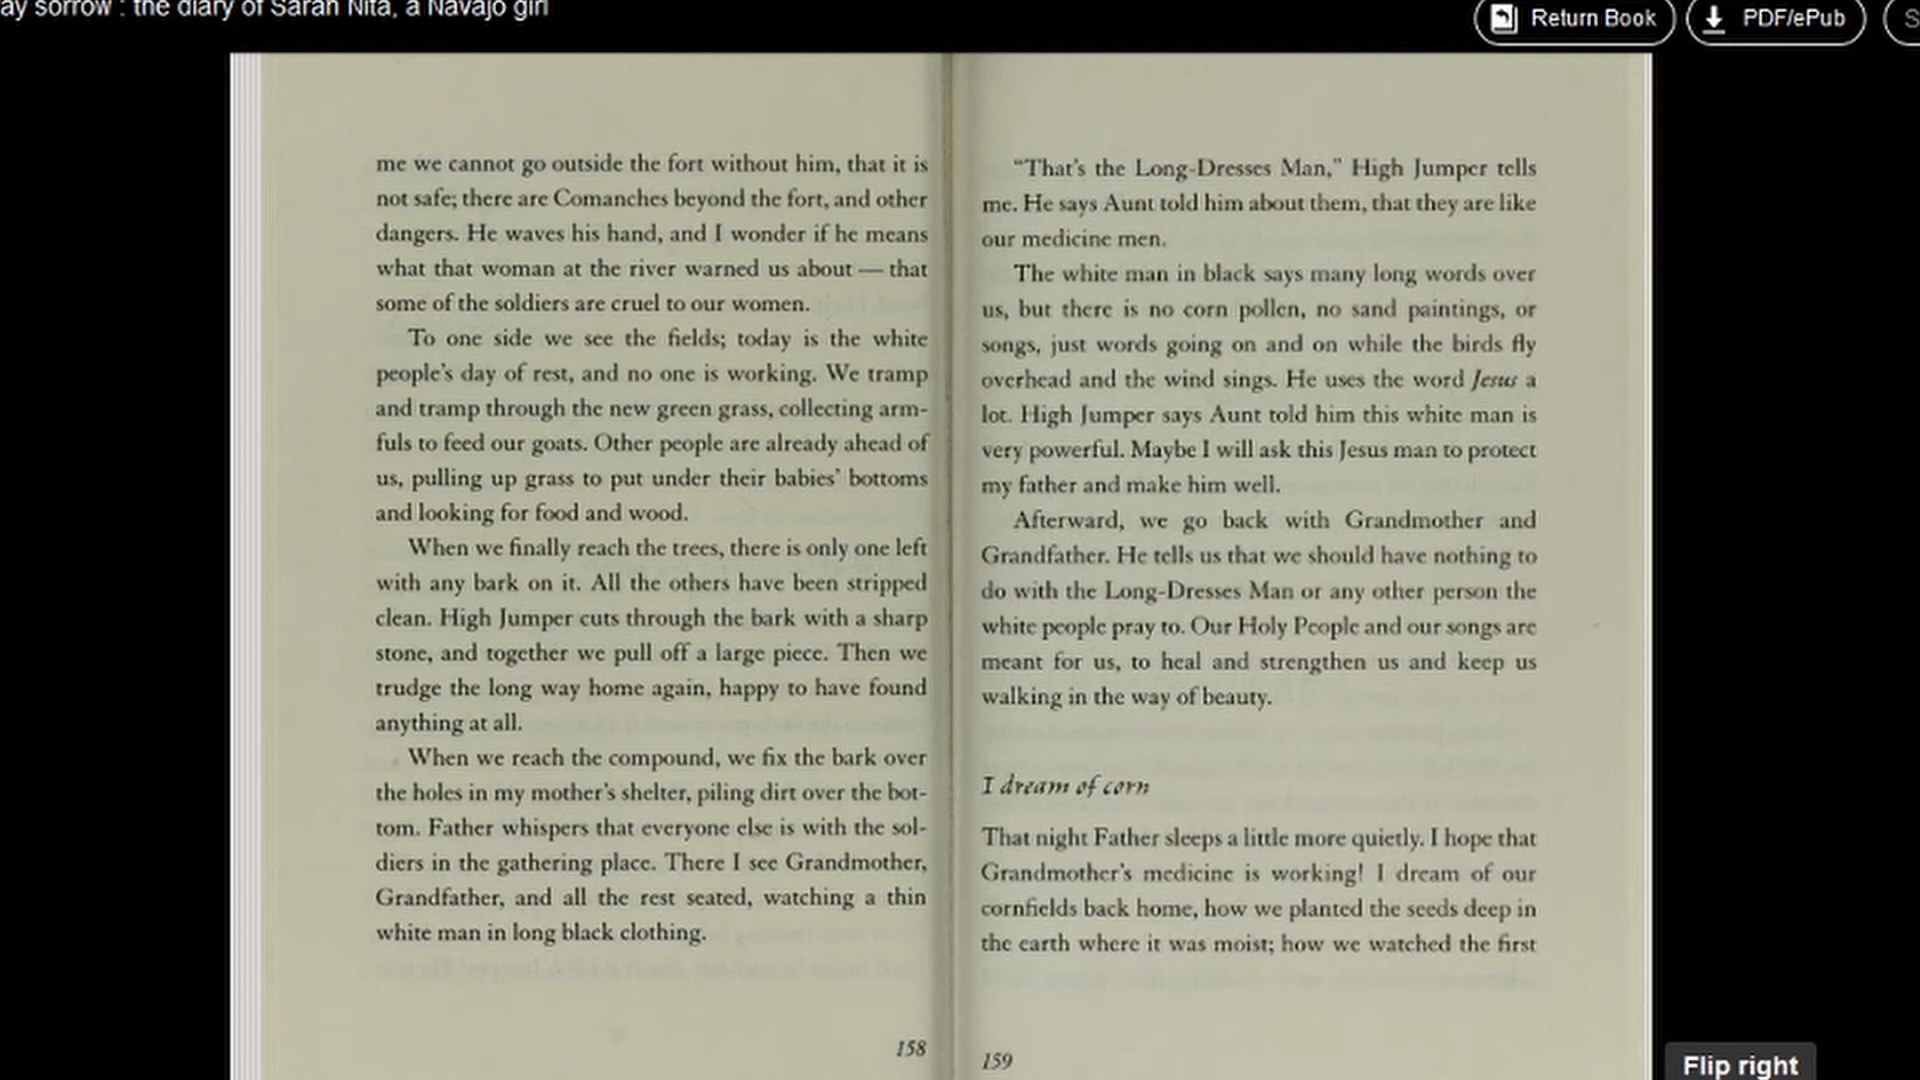 ay sorrow : the diary of Sarah Nita, a Navajo girl
Return Book
PDF/ePub
S
me we cannot go outside the fort without him, that it is
not safe; there are Comanches beyond the fort, and other
dangers. He waves his hand, and I wonder if he means
what that woman at the river warned us about — that
some of the soldiers are cruel to our women.
To one side we see the fields; today is the white
people's day of rest, and no one is working. We tramp
and tramp through the new green grass, collecting arm-
fuls to feed our goats. Other people are already ahead of
us, pulling up grass to put under their babies' bottoms
and looking for food and wood.
When we finally reach the trees, there is only one left
with any bark on it. All the others have been stripped
clean. High Jumper cuts through the bark with a sharp
stone, and together we pull off a large piece. Then we
trudge the long way home again, happy to have found
anything at all.
When we reach the compound, we fix the bark over
the holes in my mother's shelter, piling dirt over the bot-
tom. Father whispers that everyone else is with the sol-
diers in the gathering place. There I see Grandmother,
Grandfather, and all the rest seated, watching a thin
white man in long black clothing.
158
"That's the Long-Dresses Man," High Jumper tells
me. He says Aunt told him about them, that they are like
our medicine men.
The white man in black says many long words over
us, but there is no corn pollen, no sand paintings, or
songs, just words going on and on while the birds fly
overhead and the wind sings. He uses the word Jesus a
lot. High Jumper says Aunt told him this white man is
very powerful. Maybe I will ask this Jesus man to protect
my father and make him well.
Afterward, we go back with Grandmother and
Grandfather. He tells us that we should have nothing to
do with the Long-Dresses Man or any other person the
white people pray to. Our Holy People and our songs are
meant for us, to heal and strengthen us and keep us
walking in the way of beauty.
I dream of corn
That night Father sleeps a little more quietly. I hope that
Grandmother's medicine is working! I dream of our
cornfields back home, how we planted the seeds deep in
the earth where it was moist; how we watched the first
159
Flip right